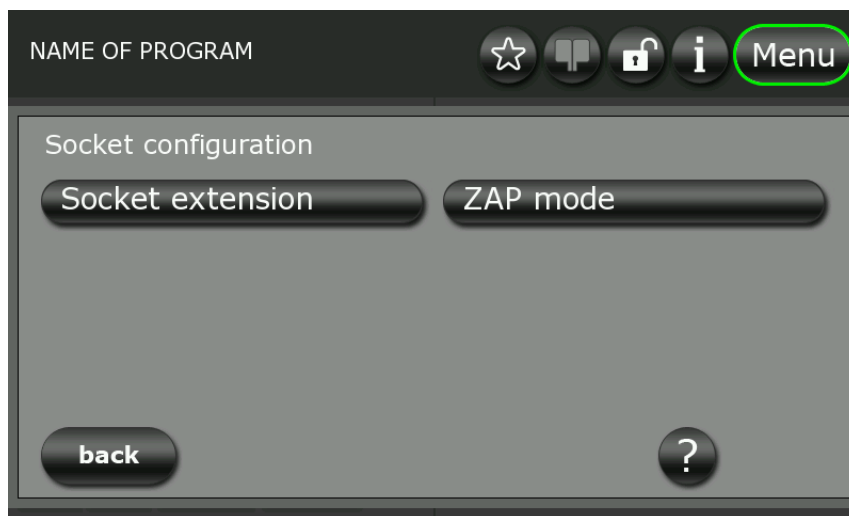 NAME OF PROGRAM
i
Menu
Socket configuration
Socket extension
ZAP mode
back
?